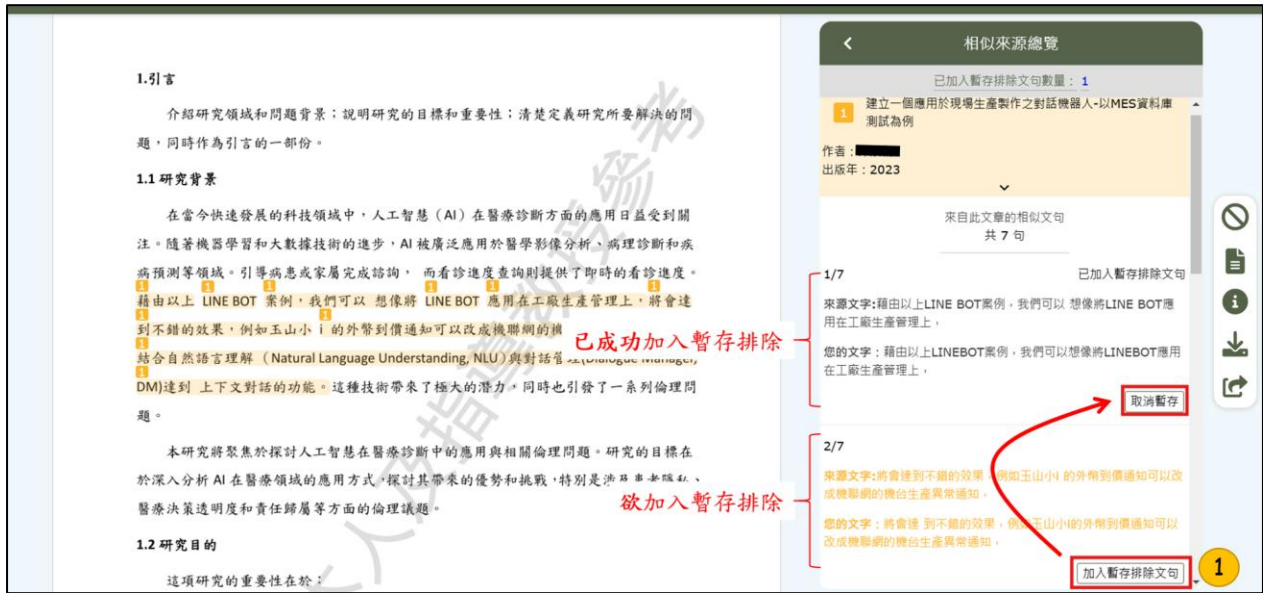 1.引言
介紹研究領域和問題背景；說明研究的目標和重要性；清楚定義研究所要解決的問
題，同時作為引言的一部份。
1.1 研究背景
在當今快速發展的科技領域中，人工智慧（AI）在醫療診斷方面的應用日益受到關
注。隨著機器學習和大數據技術的進步，AI 被廣泛應用於醫學影像分析、病理診斷和疾
病預測等領域。引導病患或家屬完成諮詢， 而看診進度查詢則提供了即時的看診進度。
1 1 1 1 1
藉由以上 LINE BOT 案例，我們可以 想像將 LINE BOT 應用在工廠生產管理上，將會達
1 1
到不錯的效果，例如玉山小 i 的外幣到價通知可以改成機聯網的機
1
結合自然語言理解 （Natural Language Understanding, NLU）與對話管理(Dialogue Manager,
1
DM)達到 上下文對話的功能。這種技術帶來了極大的潛力，同時也引發了一系列倫理問
題。
本研究將聚焦於探討人工智慧在醫療診斷中的應用與相關倫理問題。研究的目標在
於深入分析 AI 在醫療領域的應用方式，探討其帶來的優勢和挑戰，特別是涉及患者隱私、
醫療決策透明度和責任歸屬等方面的倫理議題。
1.2 研究目的
這項研究的重要性在於：
人及指導教授參考
已成功加入暫存排除
欲加入暫存排除
相似來源總覽
已加入暫存排除文句數量： 1
1
建立一個應用於現場生產製作之對話機器人-以MES資料庫
測試為例
作者：
出版年：2023
來自此文章的相似文句
共 7 句
1/7 已加入暫存排除文句
來源文字:藉由以上LINE BOT案例，我們可以 想像將LINE BOT應
用在工廠生產管理上，
您的文字：藉由以上LINEBOT案例，我們可以想像將LINEBOT應用
在工廠生產管理上，
取消暫存
2/7
來源文字:將會達到不錯的效果，例如玉山小i 的外幣到價通知可以改
成機聯網的機台生產異常通知，
您的文字：將會達 到不錯的效果，例如玉山小i的外幣到價通知可以
改成機聯網的機台生產異常通知，
加入暫存排除文句
1